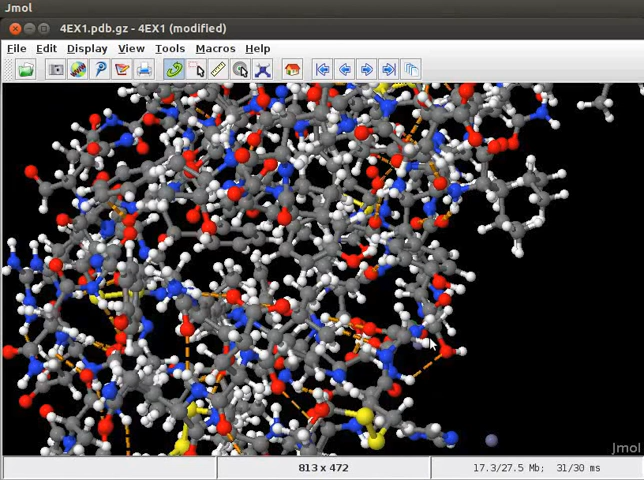 Jmol
4EX1.pdb.gz - 4EX1 (modified)
File Edit Display View Tools Macros Help
Jmol
813 x 472
17.3/27.5 Mb; 31/30 ms